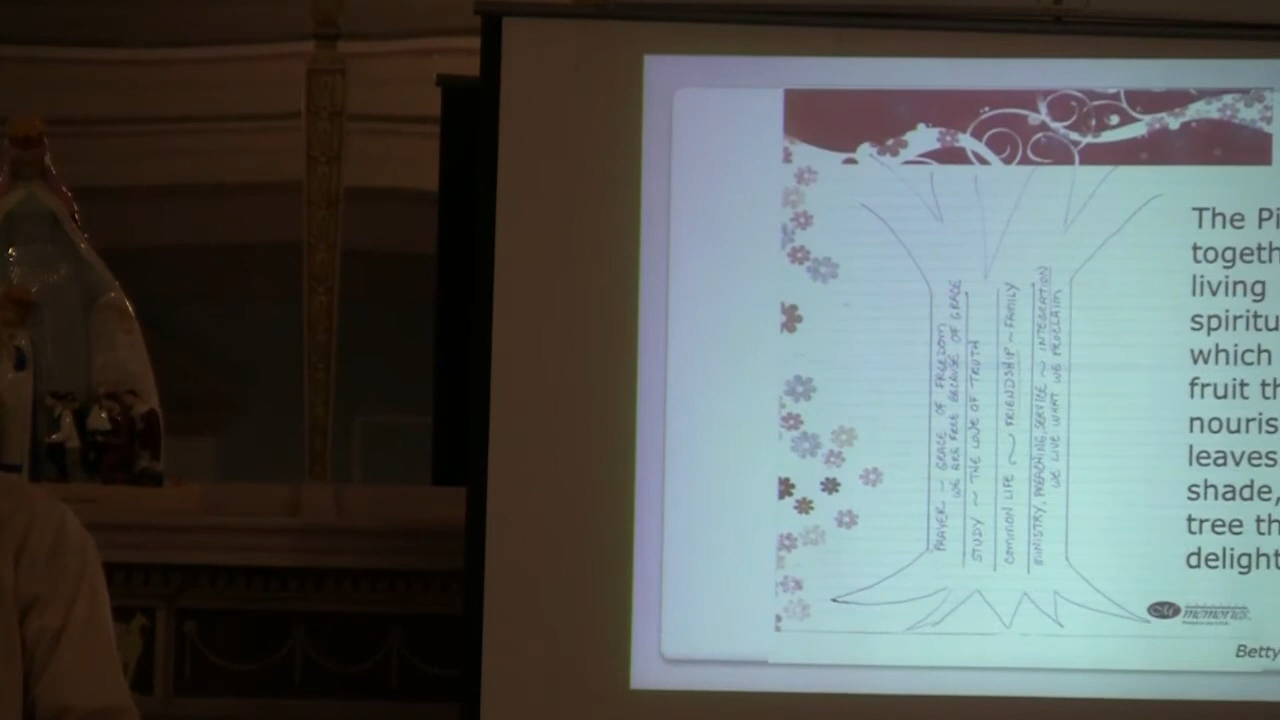 PRAYER ~ GRACE OF FREEDOM
WE ARE FREE BECAUSE OF GRACE
STUDY ~ THE LOVE OF TRUTH
COMMON LIFE ~ FRIENDSHIP ~ FAMILY
MINISTRY, PREACHING, SERVICE ~ INTEGRATION
WE LIVE WHAT WE PROCLAIM
The Pi
togeth
living
spiritu
which
fruit th
nouris
leaves
shade,
tree th
delight
memories
Betty